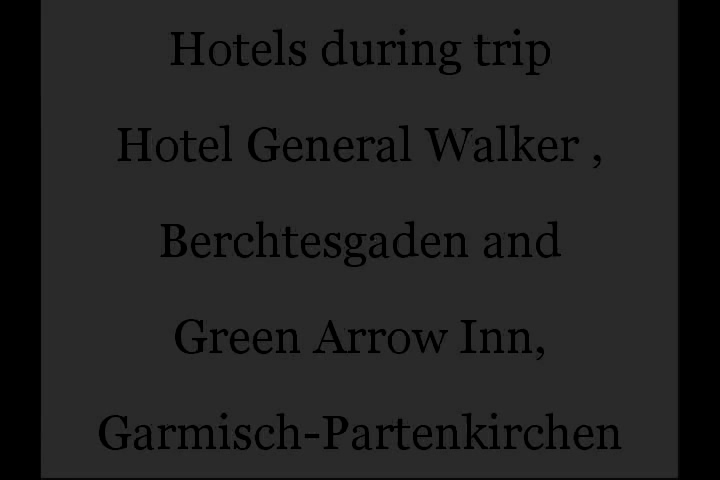 Hotels during trip
Hotel General Walker ,
Berchtesgaden and
Green Arrow Inn,
Garmisch-Partenkirchen